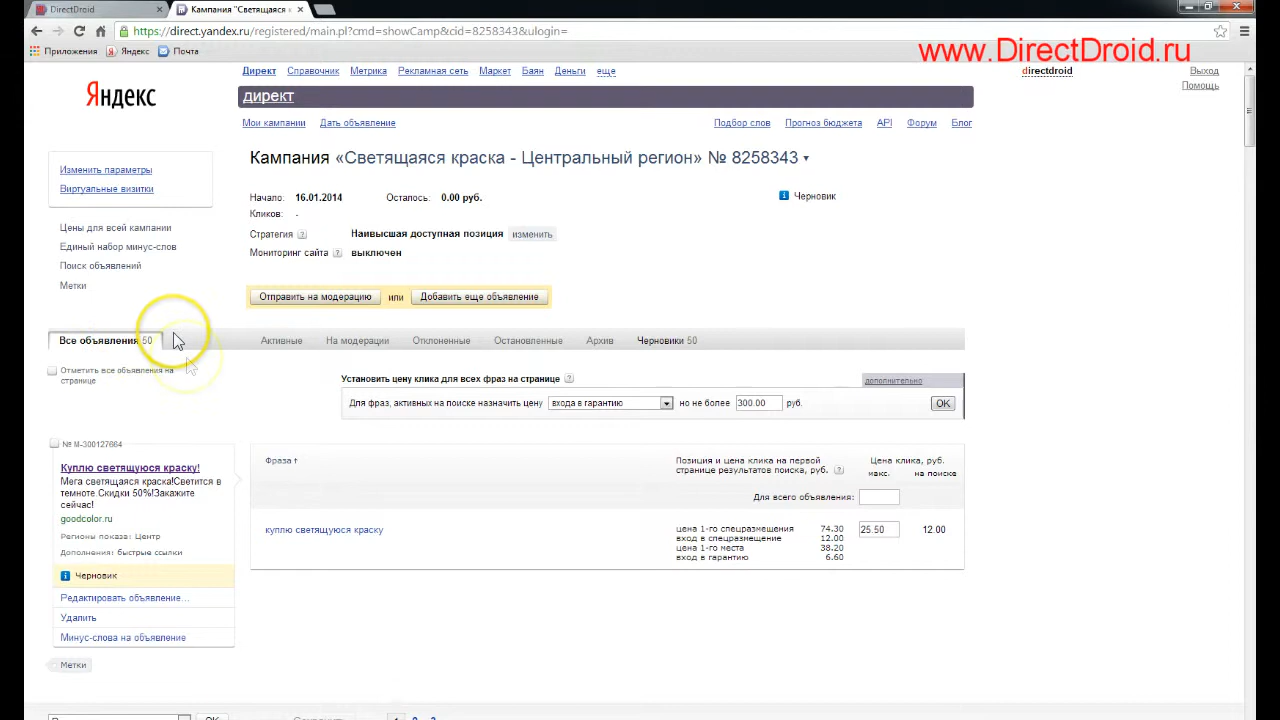 DirectDroid
Кампания "Светящаяся к
https://direct.yandex.ru/registered/main.pl?cmd=showCamp&cid=8258343&ulogin=
Приложения Яндекс Почта
www.DirectDroid.ru
Яндекс
Директ Справочник Метрика Рекламная сеть Маркет Баян Деньги еще
directdroid
Выход
Помощь
директ
Мои кампании Дать объявление Подбор слов Прогноз бюджета API Форум Блог
Изменить параметры
Виртуальные визитки
Цены для всей кампании
Единый набор минус-слов
Поиск объявлений
Метки
Кампания «Светящаяся краска - Центральный регион» № 8258343
Начало: 16.01.2014 Осталось: 0.00 руб.
Черновик
Кликов: -
Стратегия ? Наивысшая доступная позиция изменить
Мониторинг сайта ? выключен
Отправить на модерацию или Добавить еще объявление
Все объявления 50 Активные На модерации Отклоненные Остановленные Архив Черновики 50
Отметить все объявления на
странице
Установить цену клика для всех фраз на странице ? дополнительно
Для фраз, активных на поиске назначить цену входа в гарантию но не более 300.00 руб. OK
№ M-300127664
Куплю светящуюся краску!
Мега светящаяся краска!Светится в
темноте.Скидки 50%!Закажите
сейчас!
goodcolor.ru
Регионы показа: Центр
Дополнения: быстрые ссылки
Черновик
Редактировать объявление...
Удалить
Минус-слова на объявление
Метки
Фраза ↑
Позиция и цена клика на первой
странице результатов поиска, руб. ?
Цена клика, руб.
макс. на поиске
Для всего объявления:
куплю светящуюся краску
цена 1-го спецразмещения 74.30
вход в спецразмещение 12.00
цена 1-го места 38.20
вход в гарантию 6.60
25.50 12.00